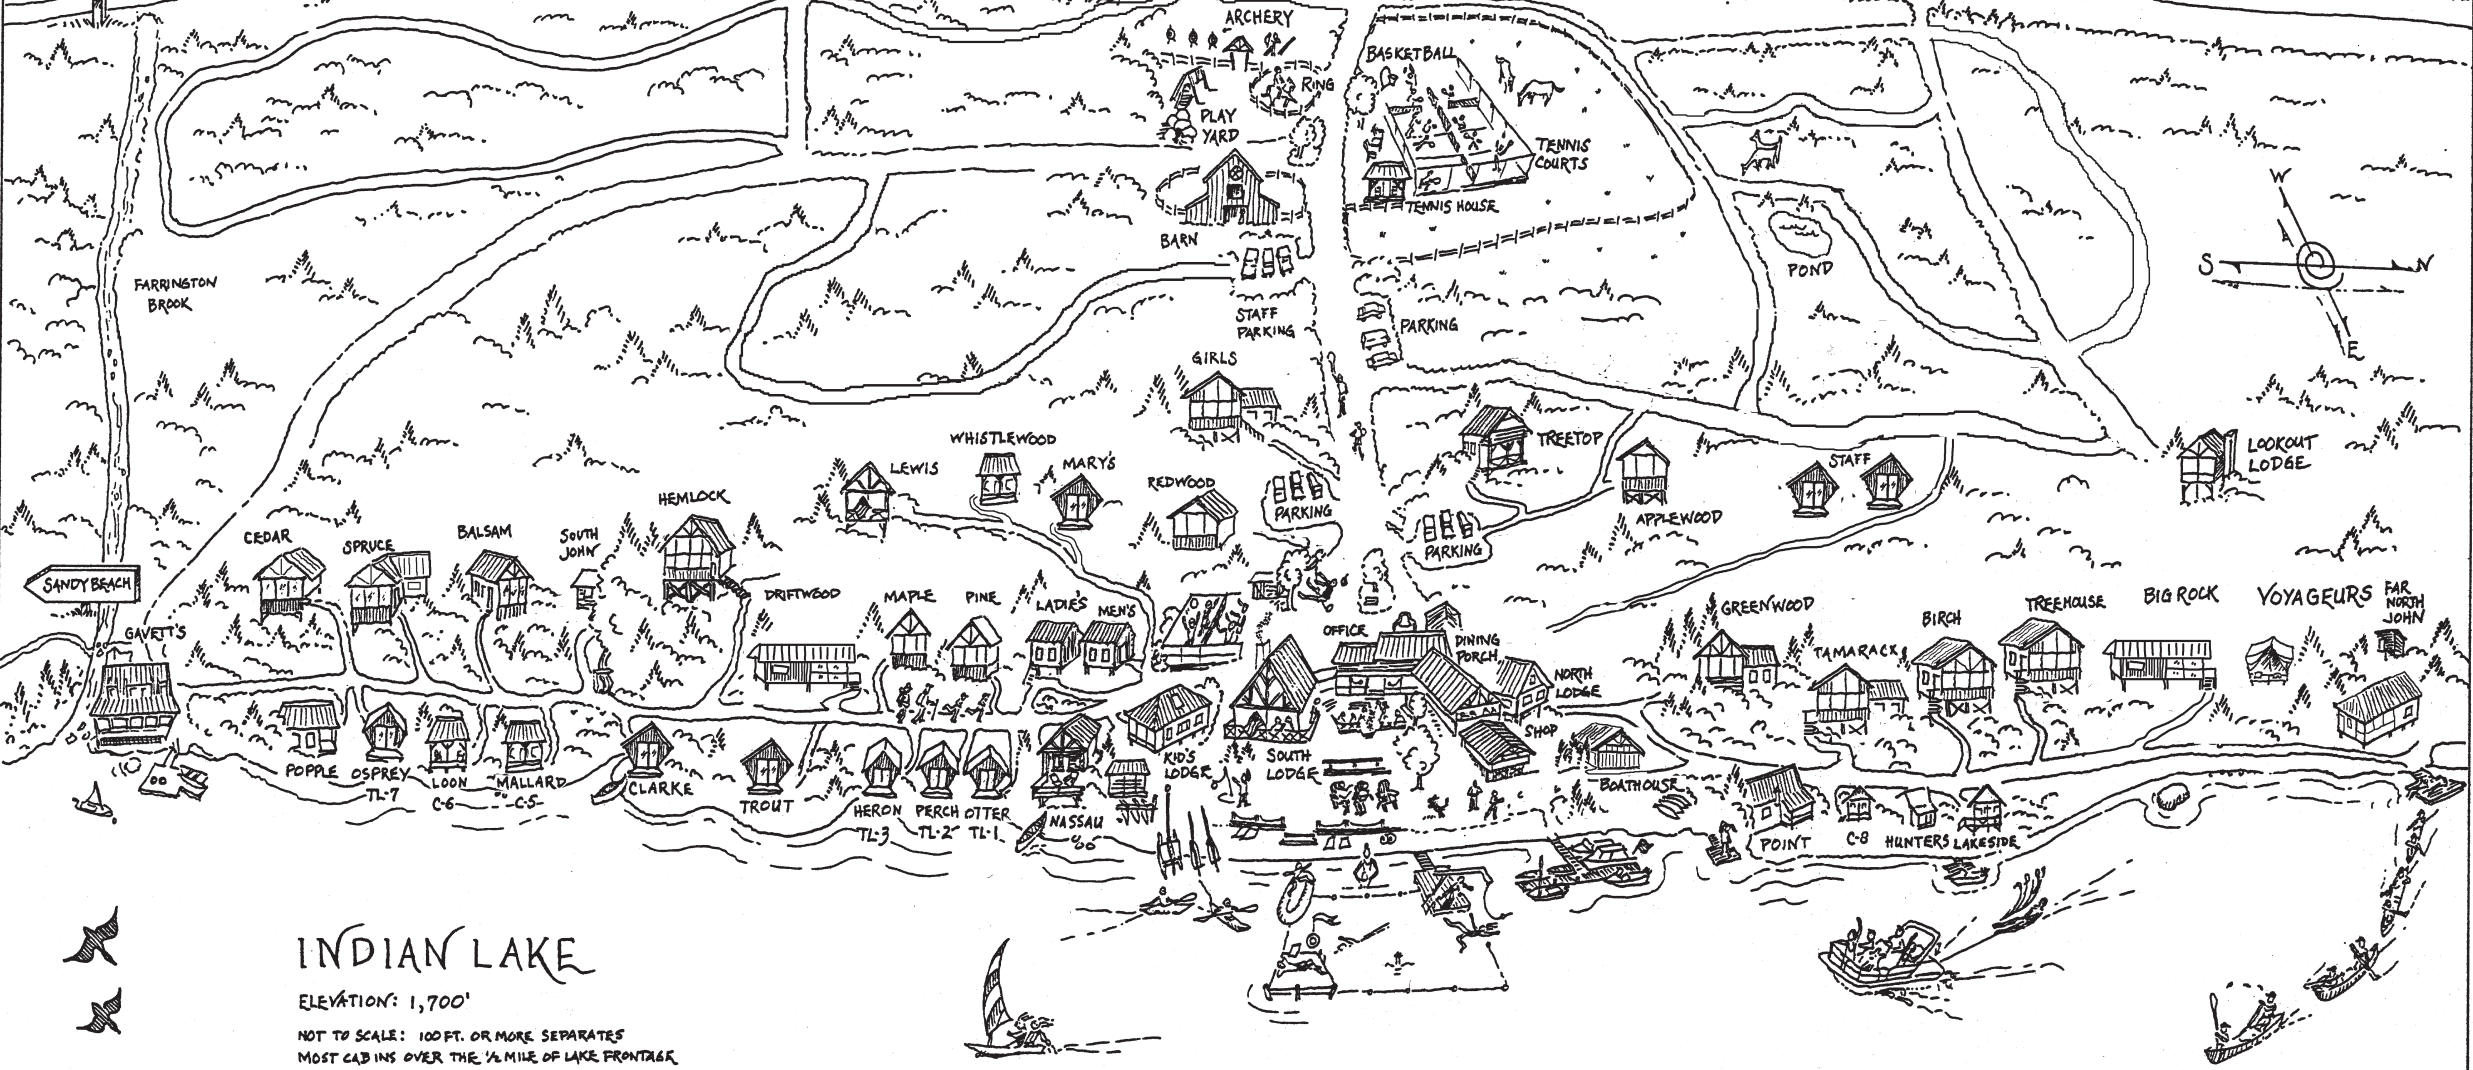 ARCHERY
BASKETBALL
RING
PLAY
YARD
TENNIS
COURTS
TENNIS HOUSE
BARN
W
S
N
E
POND
FARRINGTON
BROOK
STAFF
PARKING
PARKING
GIRLS
WHISTLEWOOD
LEWIS
MARY'S
REDWOOD
PARKING
TREETOP
PARKING
APPLEWOOD
STAFF
LOOKOUT
LODGE
HEMLOCK
CEDAR
SPRUCE
BALSAM
SOUTH
JOHN
SANDY BEACH
GAVETT'S
DRIFTWOOD
MAPLE
PINE
LADIE'S
MEN'S
OFFICE
DINING
PORCH
NORTH
LODGE
GREENWOOD
TAMARACK
BIRCH
TREEHOUSE
BIG ROCK
VOYAGEURS
FAR
NORTH
JOHN
POPPLE
OSPREY
TL-7
LOON
C-6
MALLARD
C-5
CLARKE
TROUT
HERON
TL-3
PERCH
TL-2
OTTER
TL-1
NASSAU
KID'S
LODGE
SOUTH
LODGE
SHOP
BOATHOUSE
POINT
C-8
HUNTERS
LAKESIDE
INDIAN LAKE
ELEVATION: 1,700'
NOT TO SCALE: 100 FT. OR MORE SEPARATES
MOST CABINS OVER THE 1/2 MILE OF LAKE FRONTAGE